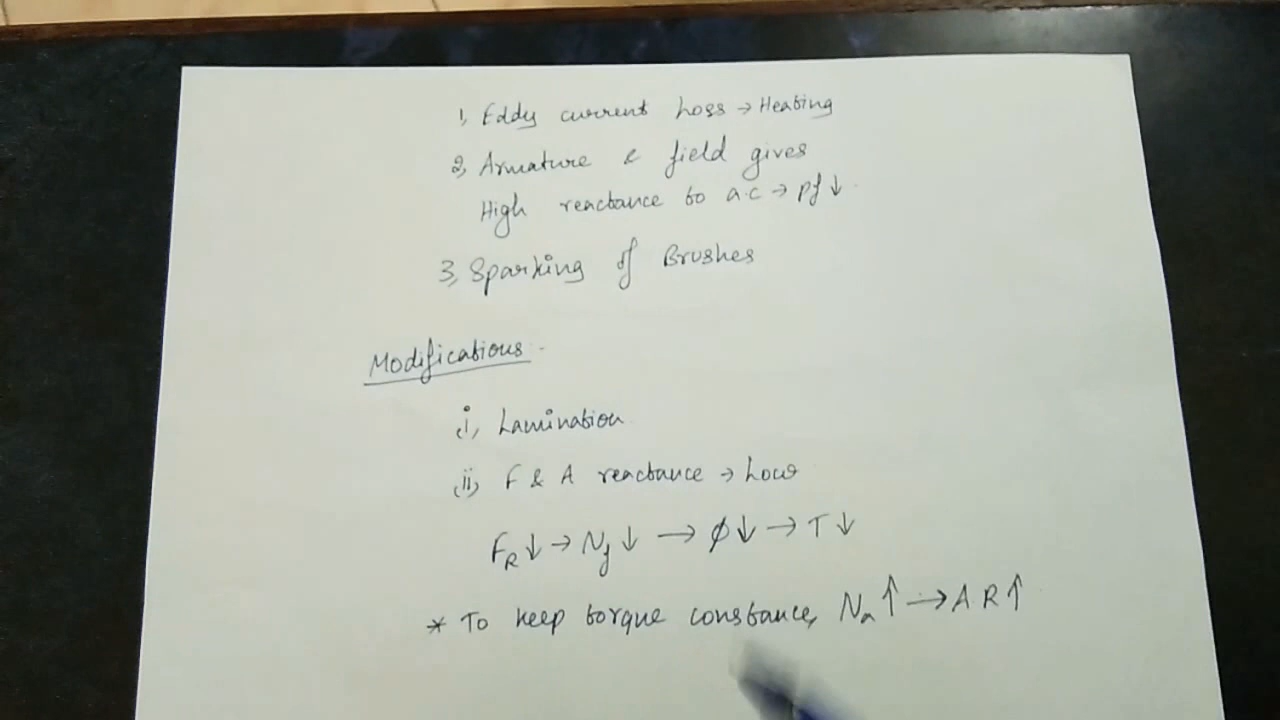 1, Eddy current Loss → Heating
2, Armature & field gives
High reactance to a.c → pf ↓.
3, Sparking of Brushes
Modifications.
i, Lamination
ii, F & A reactance → Low
F_R ↓ → N_f ↓ → ϕ ↓ → T ↓
* To keep torque constance, N_a ↑ → A R ↑